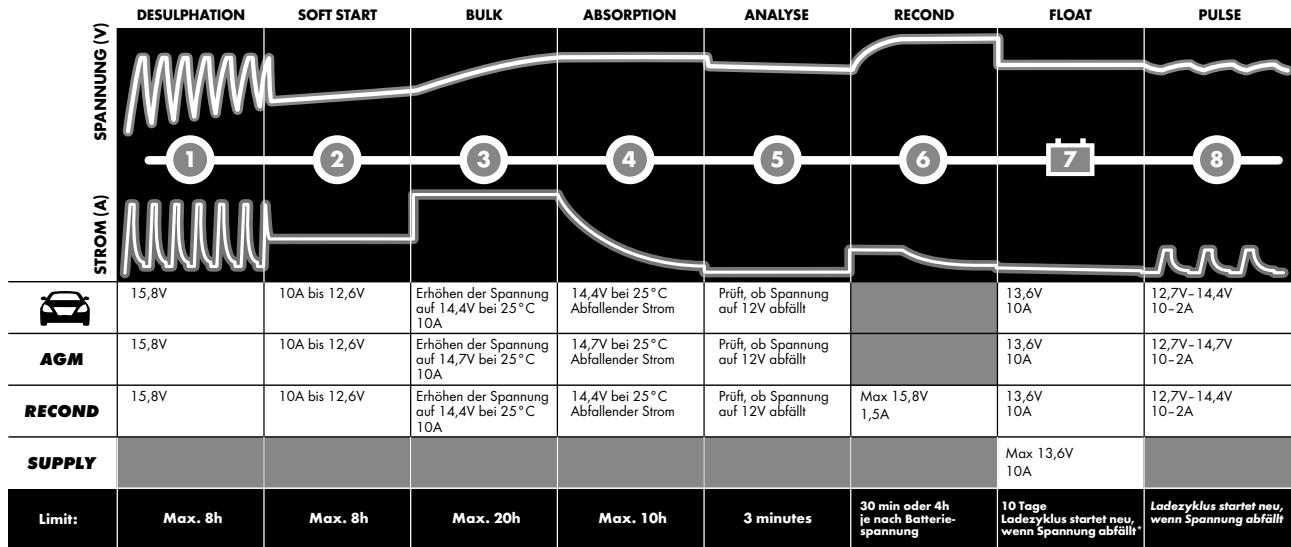 DESULPHATION SOFT START BULK ABSORPTION ANALYSE RECOND FLOAT PULSE
SPANNUNG (V)
1 2 3 4 5 6 7 8
STROM (A)
15,8V
10A bis 12,6V
Erhöhen der Spannung
auf 14,4V bei 25°C
10A
14,4V bei 25°C
Abfallender Strom
Prüft, ob Spannung
auf 12V abfällt
13,6V
10A
12,7V–14,4V
10–2A
AGM
15,8V
10A bis 12,6V
Erhöhen der Spannung
auf 14,7V bei 25°C
10A
14,7V bei 25°C
Abfallender Strom
Prüft, ob Spannung
auf 12V abfällt
13,6V
10A
12,7V–14,7V
10–2A
RECOND
15,8V
10A bis 12,6V
Erhöhen der Spannung
auf 14,4V bei 25°C
10A
14,4V bei 25°C
Abfallender Strom
Prüft, ob Spannung
auf 12V abfällt
Max 15,8V
1,5A
13,6V
10A
12,7V–14,4V
10–2A
SUPPLY
Max 13,6V
10A
Limit:
Max. 8h
Max. 8h
Max. 20h
Max. 10h
3 minutes
30 min oder 4h
je nach Batterie-
spannung
10 Tage
Ladezyklus startet neu,
wenn Spannung abfällt*
Ladezyklus startet neu,
wenn Spannung abfällt